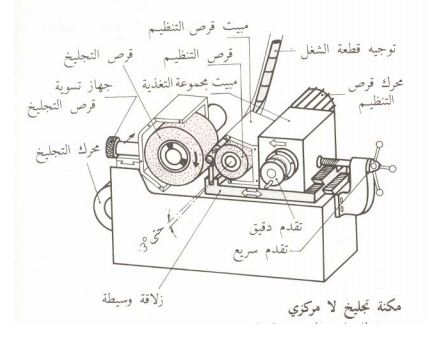 مبيت قرص التنظيم
توجيه قطعة الشغل
قرص التجليخ
قرص التنظيم
محرك قرص
التنظيم
جهاز تسوية
قرص التجليخ
مبيت مجموعة التغذية
محرك التجليخ
حتى
تقدم دقيق
تقدم سريع
زلاقة وسيطة
مكنة تجليخ لا مركزي